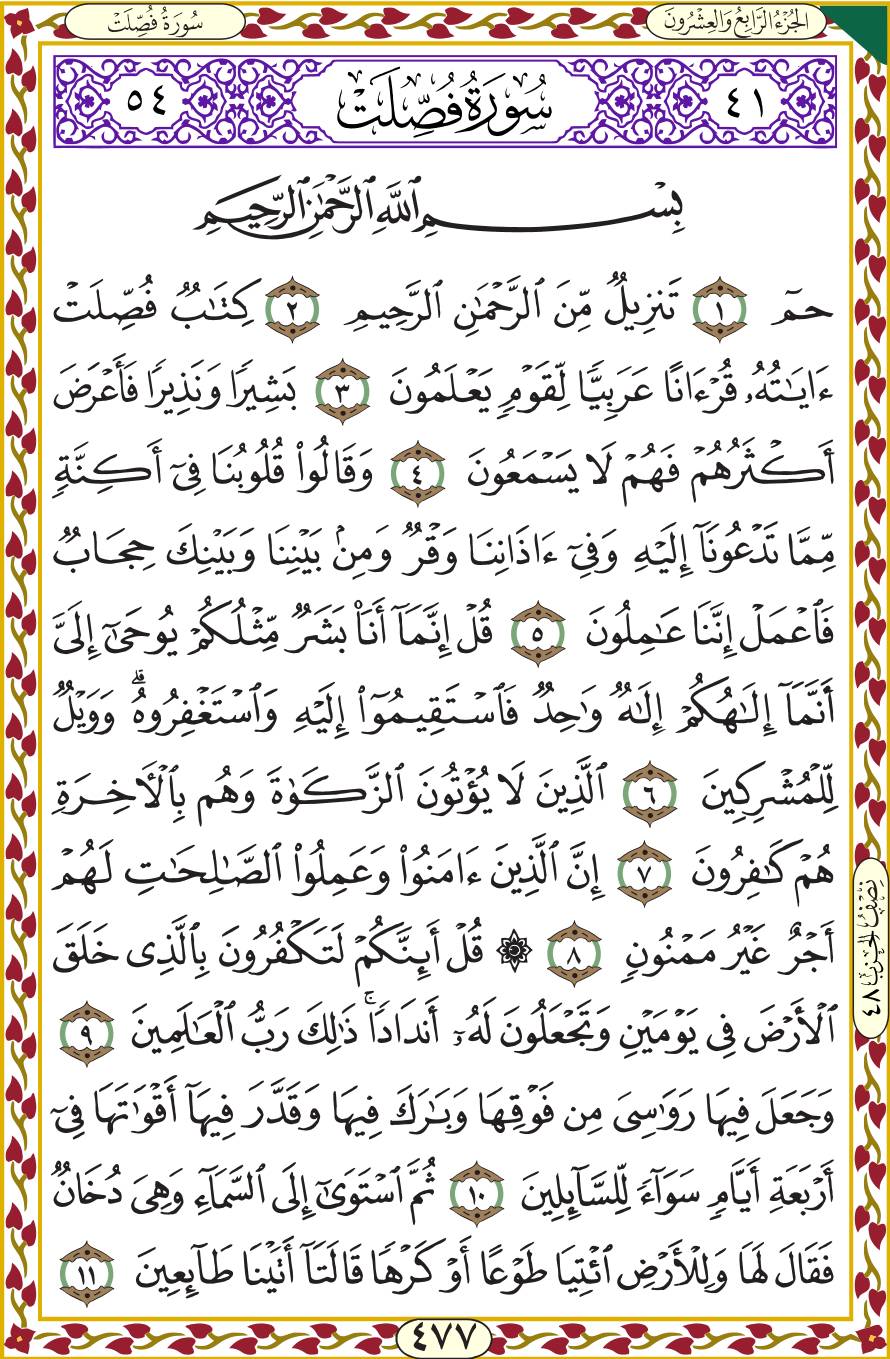 الجُزْءُ الرَّابِعُ وَالعِشْرُونَ
سُورَةُ فُصِّلَتْ
٤١
سُورَةُ فُصِّلَتْ
٥٤
بِسْمِ ٱللَّهِ ٱلرَّحْمَٰنِ ٱلرَّحِيمِ
حمٓ ١ تَنزِيلٌ مِّنَ ٱلرَّحْمَٰنِ ٱلرَّحِيمِ ٢ كِتَٰبٌ فُصِّلَتْ
ءَايَٰتُهُۥ قُرْءَانًا عَرَبِيًّا لِّقَوْمٍ يَعْلَمُونَ ٣ بَشِيرًا وَنَذِيرًا فَأَعْرَضَ
أَكْثَرُهُمْ فَهُمْ لَا يَسْمَعُونَ ٤ وَقَالُوا۟ قُلُوبُنَا فِىٓ أَكِنَّةٍ
مِّمَّا تَدْعُونَآ إِلَيْهِ وَفِىٓ ءَاذَانِنَا وَقْرٌ وَمِنۢ بَيْنِنَا وَبَيْنِكَ حِجَابٌ
فَٱعْمَلْ إِنَّنَا عَٰمِلُونَ ٥ قُلْ إِنَّمَآ أَنَا۠ بَشَرٌ مِّثْلُكُمْ يُوحَىٰٓ إِلَىَّ
أَنَّمَآ إِلَٰهُكُمْ إِلَٰهٌ وَٰحِدٌ فَٱسْتَقِيمُوٓا۟ إِلَيْهِ وَٱسْتَغْفِرُوهُ ۗ وَوَيْلٌ
لِّلْمُشْرِكِينَ ٦ ٱلَّذِينَ لَا يُؤْتُونَ ٱلزَّكَوٰةَ وَهُم بِٱلْأَخِرَةِ
هُمْ كَٰفِرُونَ ٧ إِنَّ ٱلَّذِينَ ءَامَنُوا۟ وَعَمِلُوا۟ ٱلصَّٰلِحَٰتِ لَهُمْ
أَجْرٌ غَيْرُ مَمْنُونٍ ٨ ۞ قُلْ أَئِنَّكُمْ لَتَكْفُرُونَ بِٱلَّذِى خَلَقَ
ٱلْأَرْضَ فِى يَوْمَيْنِ وَتَجْعَلُونَ لَهُۥٓ أَندَادًا ۚ ذَٰلِكَ رَبُّ ٱلْعَٰلَمِينَ ٩
وَجَعَلَ فِيهَا رَوَٰسِىَ مِن فَوْقِهَا وَبَٰرَكَ فِيهَا وَقَدَّرَ فِيهَآ أَقْوَٰتَهَا فِىٓ
أَرْبَعَةِ أَيَّامٍ سَوَآءً لِّلسَّآئِلِينَ ١٠ ثُمَّ ٱسْتَوَىٰٓ إِلَى ٱلسَّمَآءِ وَهِىَ دُخَانٌ
فَقَالَ لَهَا وَلِلْأَرْضِ ٱئْتِيَا طَوْعًا أَوْ كَرْهًا قَالَتَآ أَتَيْنَا طَآئِعِينَ ١١
نِصْفُ الحِزْبِ ٤٨
٤٧٧